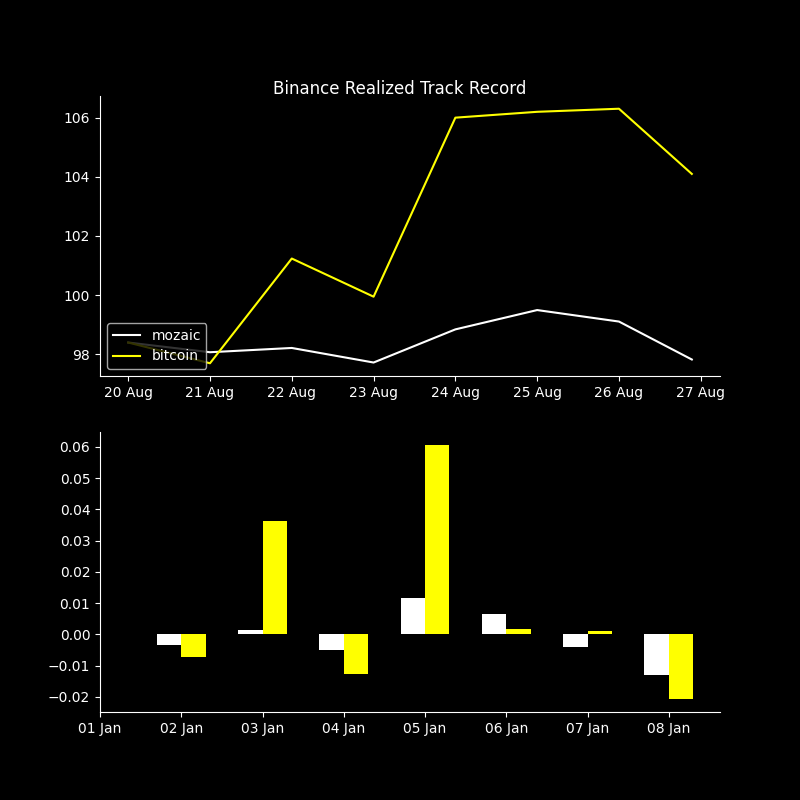 Binance Realized Track Record
106
104
102
100
98
mozaic
bitcoin
20 Aug 21 Aug 22 Aug 23 Aug 24 Aug 25 Aug 26 Aug 27 Aug
0.06
0.05
0.04
0.03
0.02
0.01
0.00
−0.01
−0.02
01 Jan 02 Jan 03 Jan 04 Jan 05 Jan 06 Jan 07 Jan 08 Jan